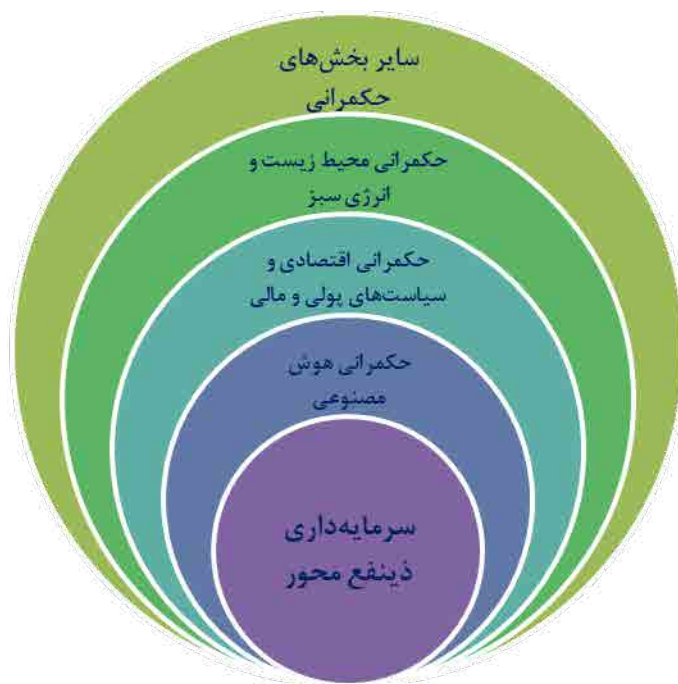 سایر بخش‌های
حکمرانی
حکمرانی محیط زیست و
انرژی سبز
حکمرانی اقتصادی و
سیاست‌های پولی و مالی
حکمرانی هوش
مصنوعی
سرمایه‌داری
ذینفع محور